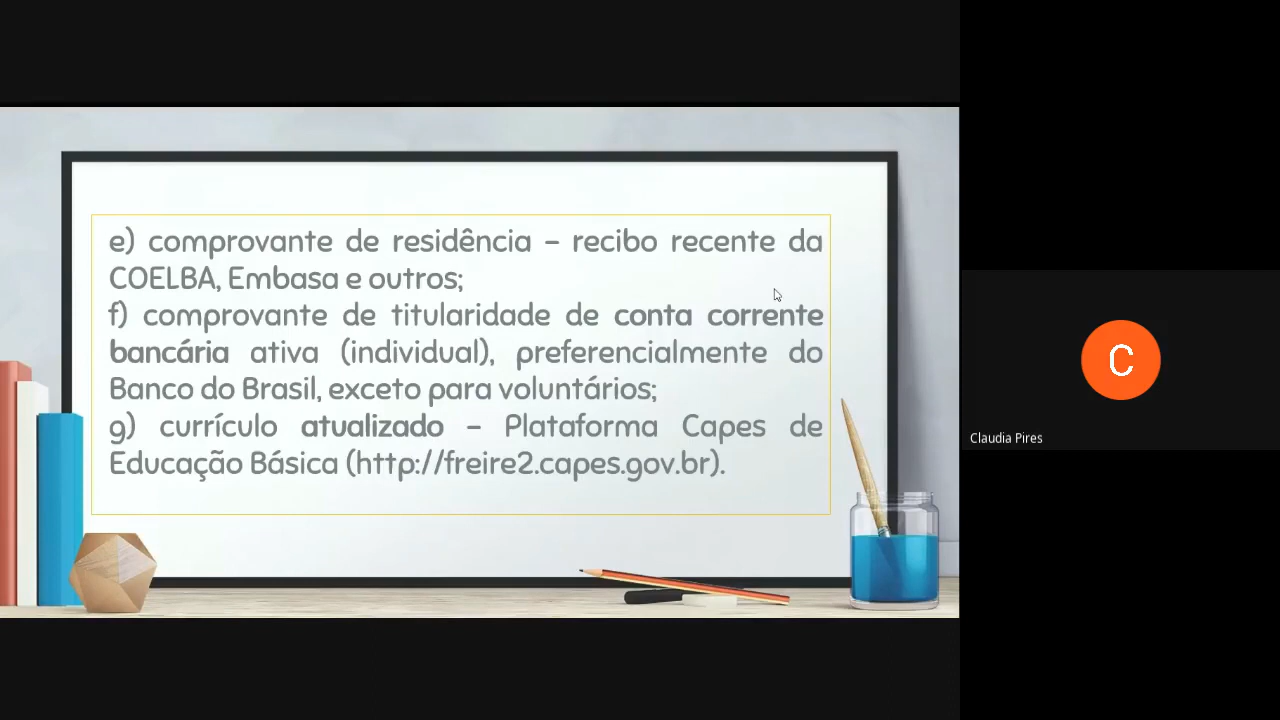 e) comprovante de residência – recibo recente da
COELBA, Embasa e outros;
f) comprovante de titularidade de conta corrente
bancária ativa (individual), preferencialmente do
Banco do Brasil, exceto para voluntários;
g) currículo atualizado – Plataforma Capes de
Educação Básica (http://freire2.capes.gov.br).
C
Claudia Pires